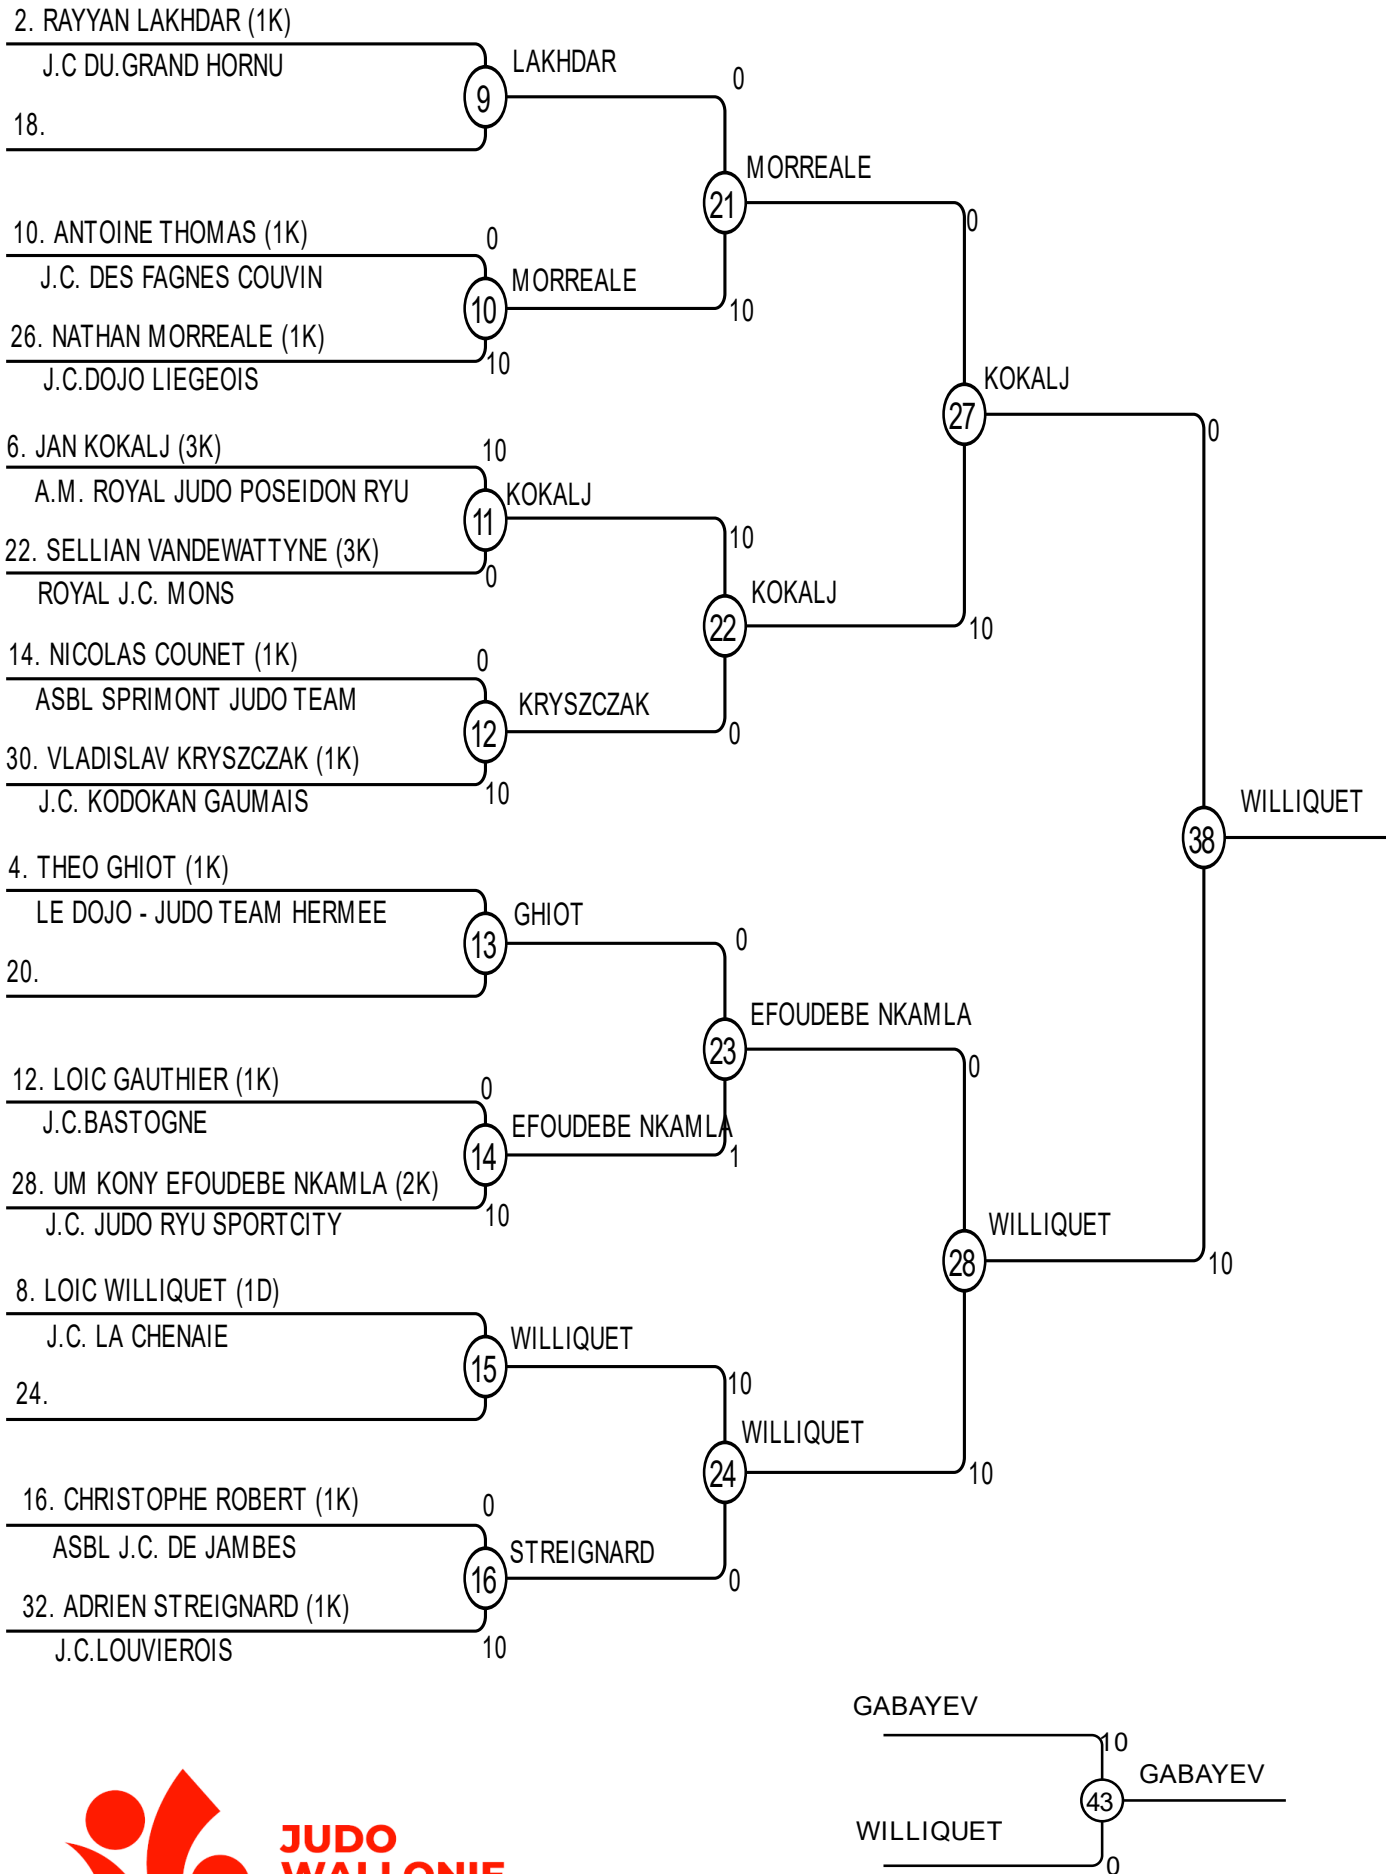 2. RAYYAN LAKHDAR (1K)
J.C DU.GRAND HORNU
9
LAKHDAR
0
18.
21
MORREALE
10. ANTOINE THOMAS (1K)
0
J.C. DES FAGNES COUVIN
10
MORREALE
10
26. NATHAN MORREALE (1K)
10
J.C.DOJO LIEGEOIS
0
27
KOKALJ
6. JAN KOKALJ (3K)
10
A.M. ROYAL JUDO POSEIDON RYU
11
KOKALJ
10
22. SELLIAN VANDEWATTYNE (3K)
0
ROYAL J.C. MONS
22
KOKALJ
10
14. NICOLAS COUNET (1K)
0
ASBL SPRIMONT JUDO TEAM
12
KRYSZCZAK
0
30. VLADISLAV KRYSZCZAK (1K)
10
J.C. KODOKAN GAUMAIS
0
38
WILLIQUET
4. THEO GHIOT (1K)
LE DOJO - JUDO TEAM HERMEE
13
GHIOT
0
20.
23
EFOUDEBE NKAMLA
0
12. LOIC GAUTHIER (1K)
0
J.C.BASTOGNE
14
EFOUDEBE NKAMLA
1
28. UM KONY EFOUDEBE NKAMLA (2K)
10
J.C. JUDO RYU SPORTCITY
28
WILLIQUET
10
8. LOIC WILLIQUET (1D)
J.C. LA CHENAIE
15
WILLIQUET
10
24.
24
WILLIQUET
10
16. CHRISTOPHE ROBERT (1K)
0
ASBL J.C. DE JAMBES
16
STREIGNARD
0
32. ADRIEN STREIGNARD (1K)
10
J.C.LOUVIEROIS
GABAYEV
10
43
GABAYEV
WILLIQUET
0
JUDO
WALLONIE